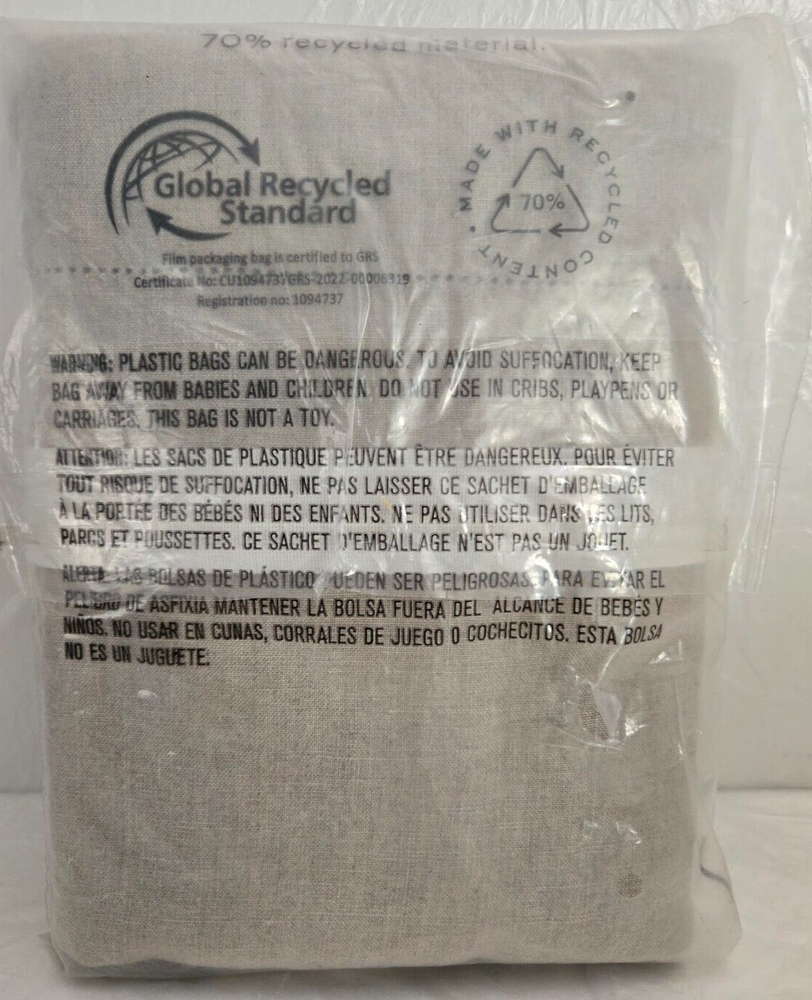 70% recycled material.
Global Recycled
Standard
MADE WITH RECYCLED CONTENT
70%
Film packaging bag is certified to GRS
Certificate No: CU1094737GRS-2022-00006319
Registration no: 1094737
WARNING: PLASTIC BAGS CAN BE DANGEROUS. TO AVOID SUFFOCATION, KEEP
BAG AWAY FROM BABIES AND CHILDREN. DO NOT USE IN CRIBS, PLAYPENS OR
CARRIAGES. THIS BAG IS NOT A TOY.
ATTENTION: LES SACS DE PLASTIQUE PEUVENT ÊTRE DANGEREUX. POUR ÉVITER
TOUT RISQUE DE SUFFOCATION, NE PAS LAISSER CE SACHET D'EMBALLAGE
À LA PORTÉE DES BÉBÉS NI DES ENFANTS. NE PAS UTILISER DANS LES LITS,
PARCS ET POUSSETTES. CE SACHET D'EMBALLAGE N'EST PAS UN JOUET.
ALERTA: LAS BOLSAS DE PLÁSTICO PUEDEN SER PELIGROSAS. PARA EVITAR EL
PELIGRO DE ASFIXIA MANTENER LA BOLSA FUERA DEL ALCANCE DE BEBÉS Y
NIÑOS. NO USAR EN CUNAS, CORRALES DE JUEGO O COCHECITOS. ESTA BOLSA
NO ES UN JUGUETE.